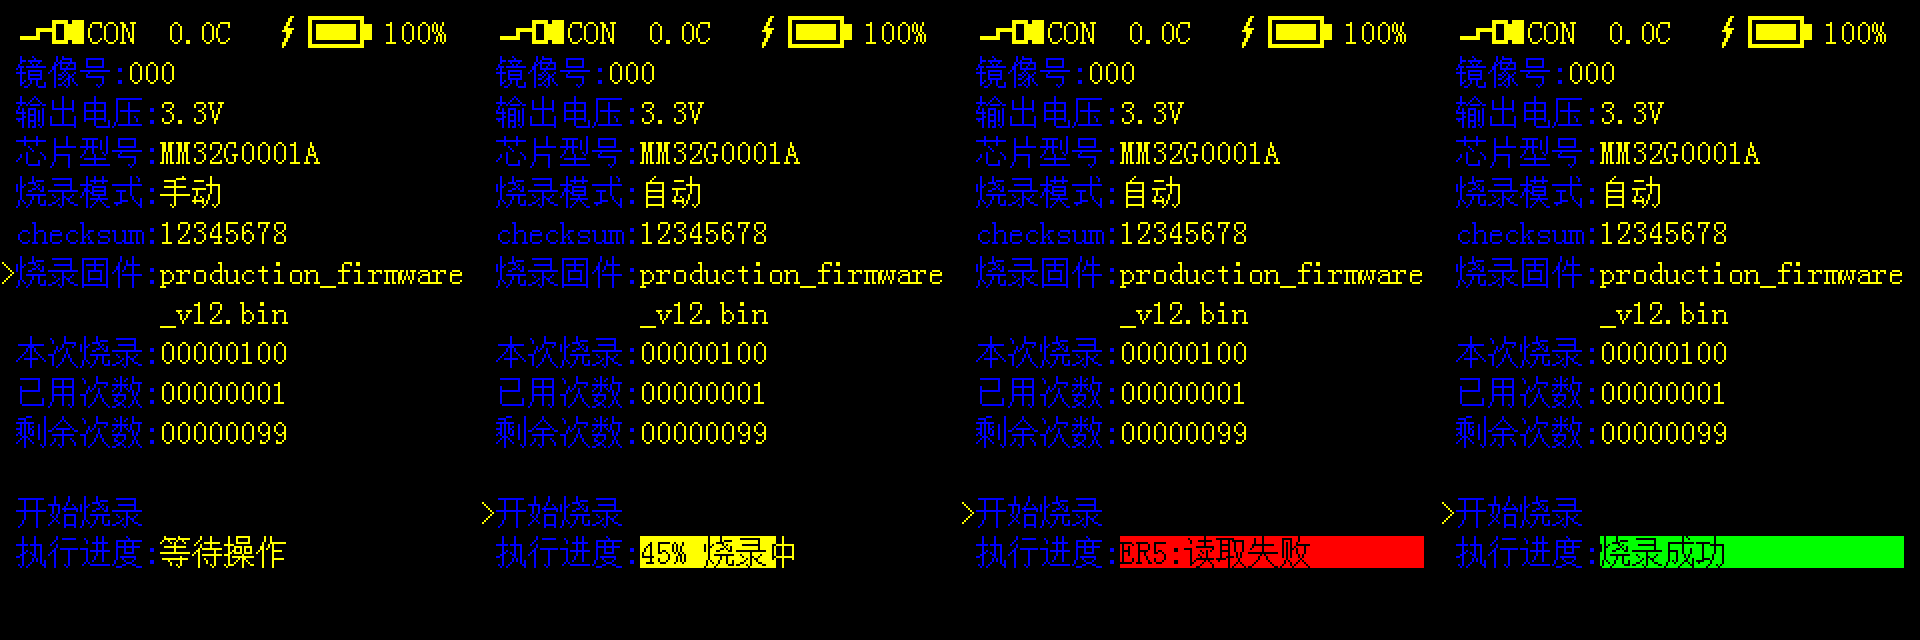 CON 0.0C 100%
镜像号:000
输出电压:3.3V
芯片型号:MM32G0001A
烧录模式:手动
checksum:12345678
>烧录固件:production_firmware
_v12.bin
本次烧录:00000100
已用次数:00000001
剩余次数:00000099
开始烧录
执行进度:等待操作
CON 0.0C 100%
镜像号:000
输出电压:3.3V
芯片型号:MM32G0001A
烧录模式:自动
checksum:12345678
烧录固件:production_firmware
_v12.bin
本次烧录:00000100
已用次数:00000001
剩余次数:00000099
>开始烧录
执行进度:45% 烧录中
CON 0.0C 100%
镜像号:000
输出电压:3.3V
芯片型号:MM32G0001A
烧录模式:自动
checksum:12345678
烧录固件:production_firmware
_v12.bin
本次烧录:00000100
已用次数:00000001
剩余次数:00000099
>开始烧录
执行进度:ER5:读取失败
CON 0.0C 100%
镜像号:000
输出电压:3.3V
芯片型号:MM32G0001A
烧录模式:自动
checksum:12345678
烧录固件:production_firmware
_v12.bin
本次烧录:00000100
已用次数:00000001
剩余次数:00000099
>开始烧录
执行进度:烧录成功